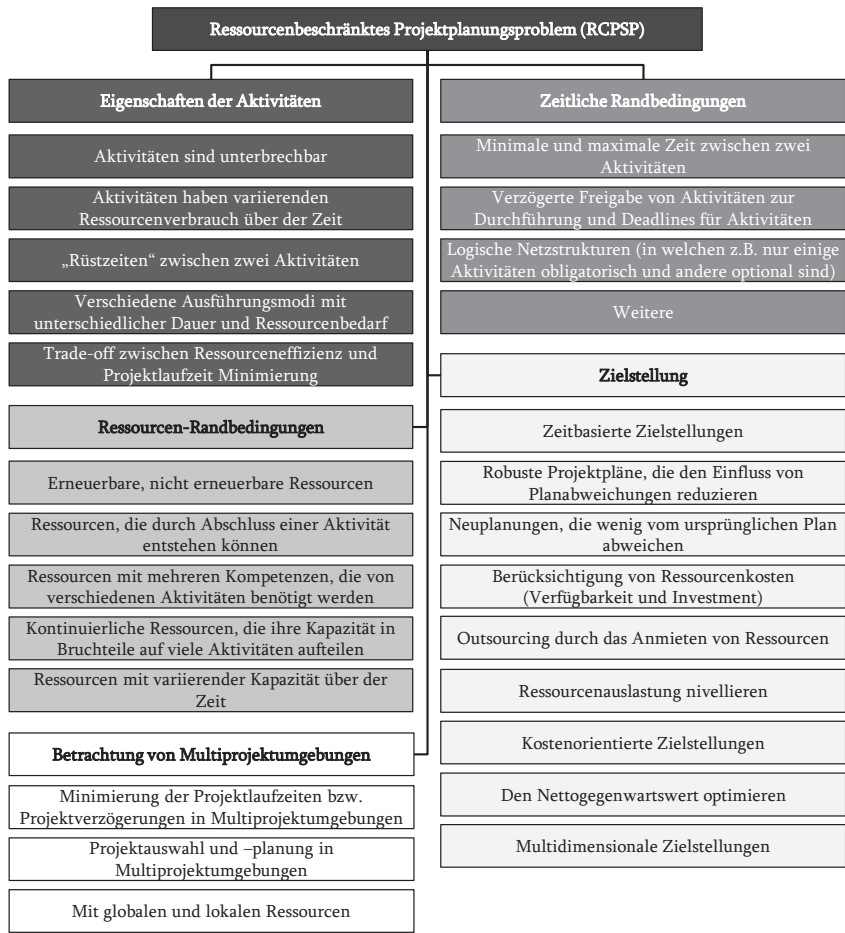 Ressourcenbeschränktes Projektplanungsproblem (RCPSP)
Eigenschaften der Aktivitäten
Aktivitäten sind unterbrechbar
Aktivitäten haben variierenden
Ressourcenverbrauch über der Zeit
„Rüstzeiten“ zwischen zwei Aktivitäten
Verschiedene Ausführungsmodi mit
unterschiedlicher Dauer und Ressourcenbedarf
Trade-off zwischen Ressourceneffizienz und
Projektlaufzeit Minimierung
Ressourcen-Randbedingungen
Erneuerbare, nicht erneuerbare Ressourcen
Ressourcen, die durch Abschluss einer Aktivität
entstehen können
Ressourcen mit mehreren Kompetenzen, die von
verschiedenen Aktivitäten benötigt werden
Kontinuierliche Ressourcen, die ihre Kapazität in
Bruchteile auf viele Aktivitäten aufteilen
Ressourcen mit variierender Kapazität über der
Zeit
Betrachtung von Multiprojektumgebungen
Minimierung der Projektlaufzeiten bzw.
Projektverzögerungen in Multiprojektumgebungen
Projektauswahl und –planung in
Multiprojektumgebungen
Mit globalen und lokalen Ressourcen
Zeitliche Randbedingungen
Minimale und maximale Zeit zwischen zwei
Aktivitäten
Verzögerte Freigabe von Aktivitäten zur
Durchführung und Deadlines für Aktivitäten
Logische Netzstrukturen (in welchen z.B. nur einige
Aktivitäten obligatorisch und andere optional sind)
Weitere
Zielstellung
Zeitbasierte Zielstellungen
Robuste Projektpläne, die den Einfluss von
Planabweichungen reduzieren
Neuplanungen, die wenig vom ursprünglichen Plan
abweichen
Berücksichtigung von Ressourcenkosten
(Verfügbarkeit und Investment)
Outsourcing durch das Anmieten von Ressourcen
Ressourcenauslastung nivellieren
Kostenorientierte Zielstellungen
Den Nettogegenwartswert optimieren
Multidimensionale Zielstellungen